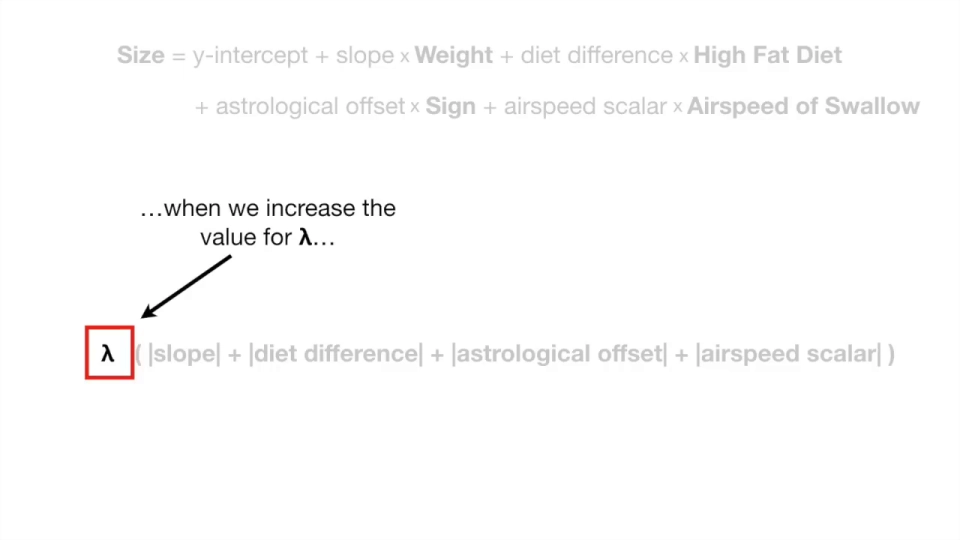 Size = y-intercept + slope x Weight + diet difference x High Fat Diet
+ astrological offset x Sign + airspeed scalar x Airspeed of Swallow
…when we increase the
value for λ…
λ ( |slope| + |diet difference| + |astrological offset| + |airspeed scalar| )